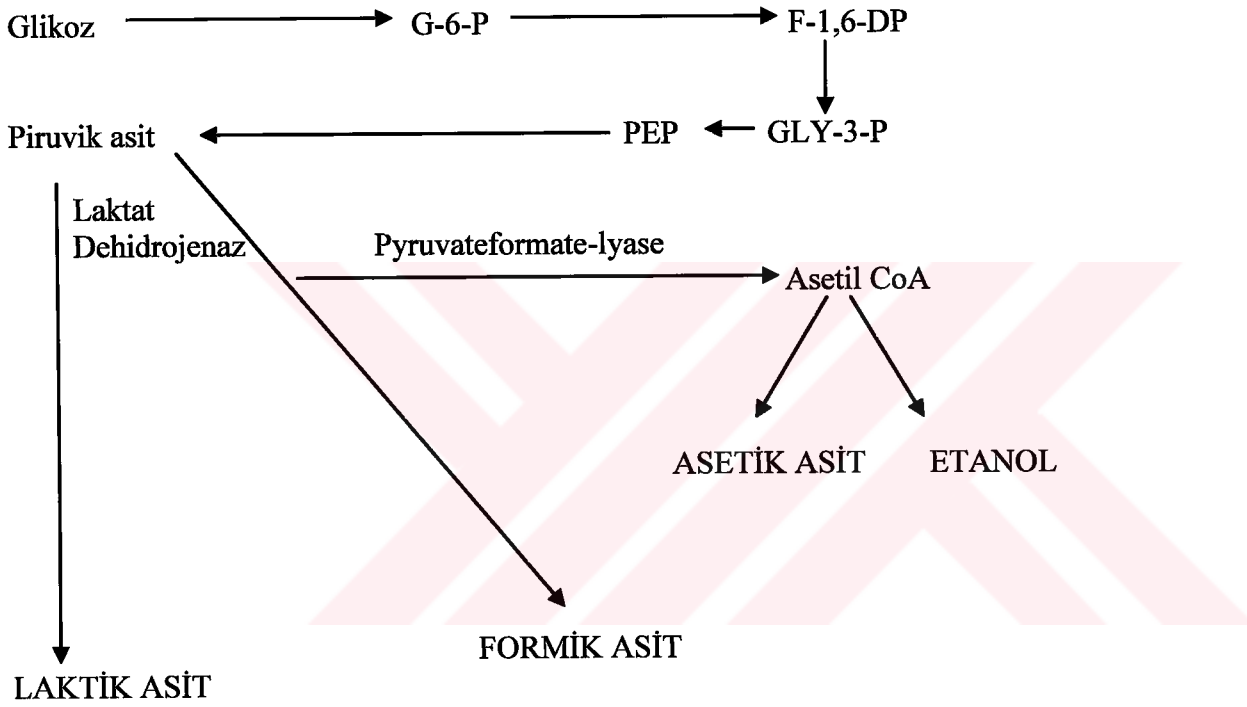 Glikoz
G-6-P
F-1,6-DP
Piruvik asit
PEP
GLY-3-P
Laktat
Dehidrojenaz
Pyruvateformate-lyase
Asetil CoA
ASETİK ASİT
ETANOL
FORMİK ASİT
LAKTİK ASİT